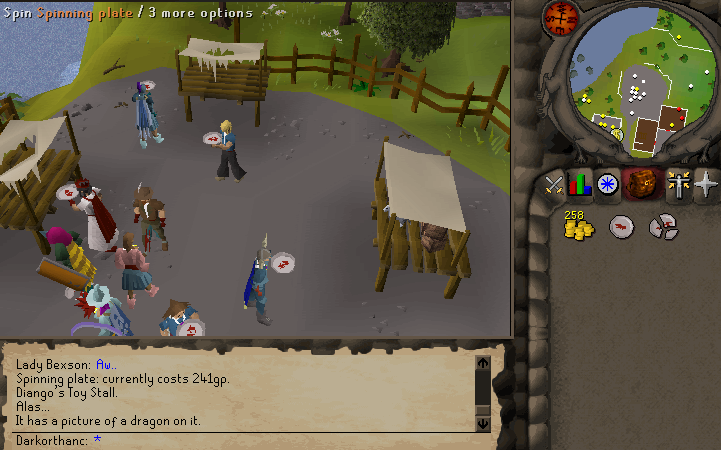 Spin Spinning plate / 3 more options
258
Lady Bexson: Aw..
Spinning plate: currently costs 241gp.
Diango's Toy Stall.
Alas...
It has a picture of a dragon on it.
Darkorthanc: *